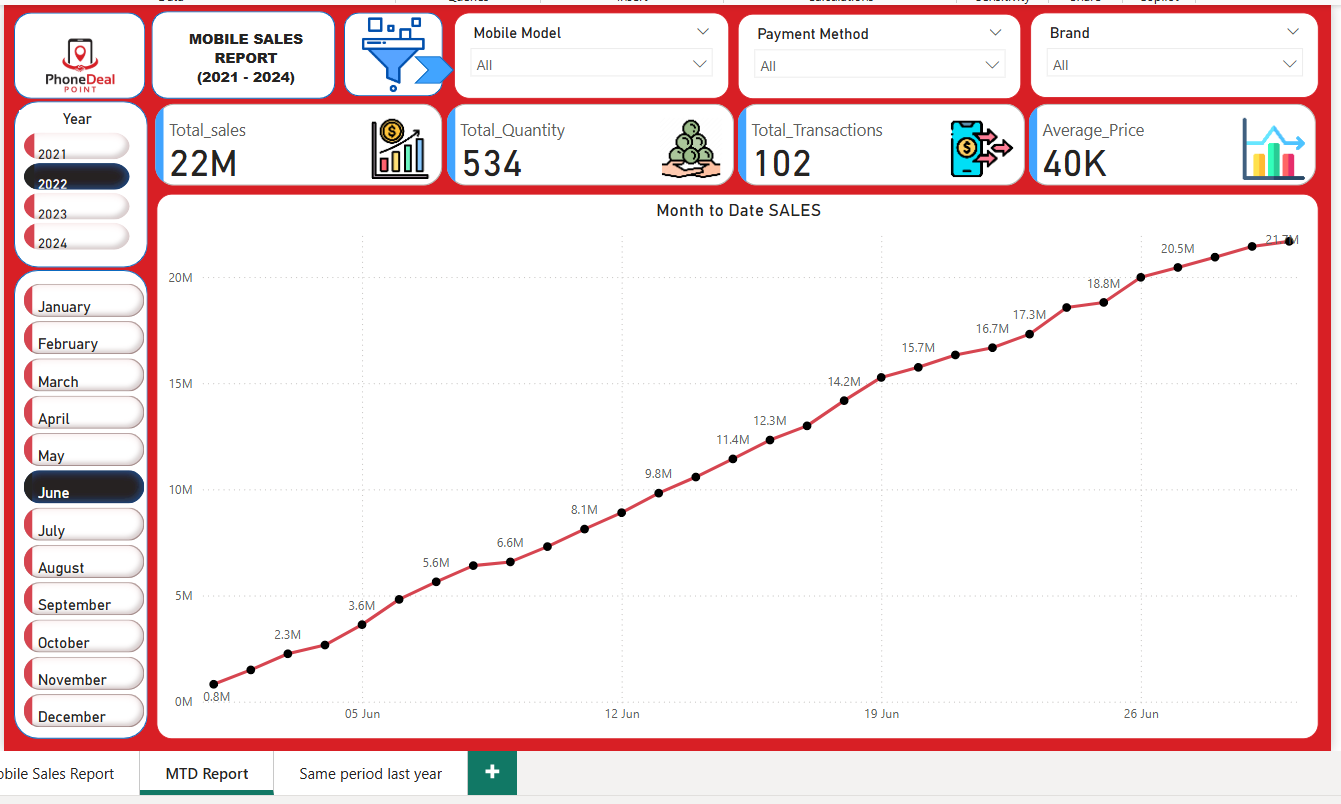 PhoneDeal
POINT
MOBILE SALES
REPORT
(2021 - 2024)
Mobile Model
All
Payment Method
All
Brand
All
Year
2021
2022
2023
2024
January
February
March
April
May
June
July
August
September
October
November
December
Total_sales
22M
Total_Quantity
534
Total_Transactions
102
Average_Price
40K
Month to Date SALES
20M
15M
10M
5M
0M
0.8M
2.3M
3.6M
5.6M
6.6M
8.1M
9.8M
11.4M
12.3M
14.2M
15.7M
16.7M
17.3M
18.8M
20.5M
21.7M
05 Jun
12 Jun
19 Jun
26 Jun
obile Sales Report
MTD Report
Same period last year